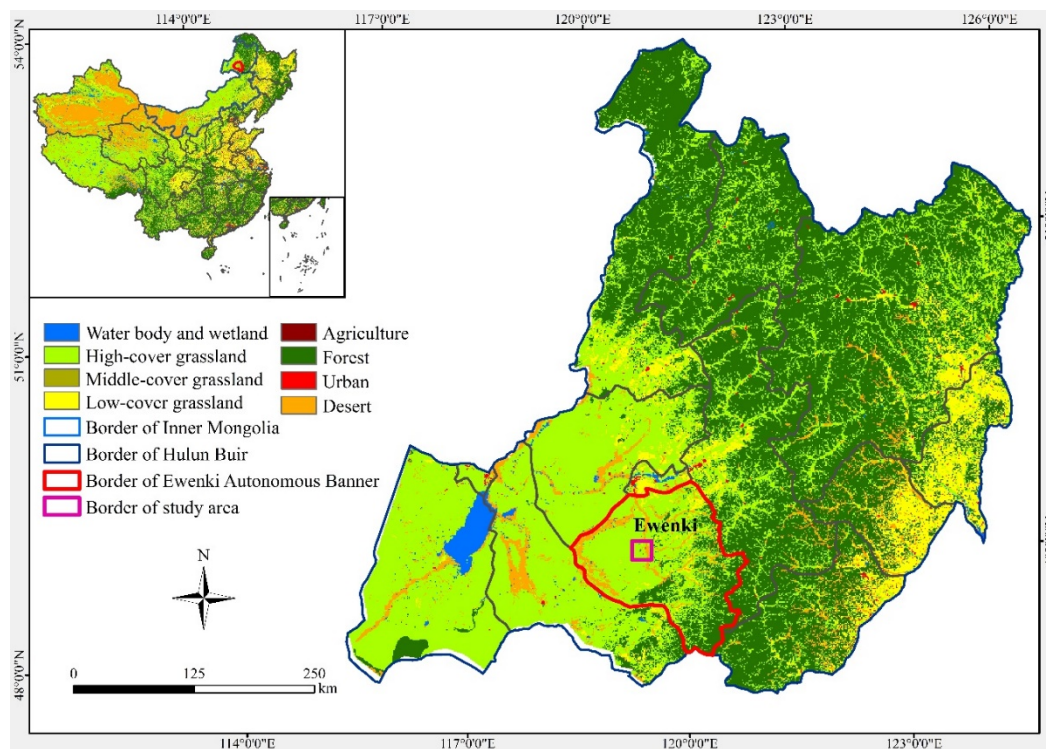 114°0'0"E
117°0'0"E
120°0'0"E
123°0'0"E
126°0'0"E
54°0'0"N
51°0'0"N
48°0'0"N
Water body and wetland
High-cover grassland
Middle-cover grassland
Low-cover grassland
Border of Inner Mongolia
Border of Hulun Buir
Border of Ewenki Autonomous Banner
Border of study area
Agriculture
Forest
Urban
Desert
Ewenki
N
0 125 250
km
114°0'0"E
117°0'0"E
120°0'0"E
123°0'0"E